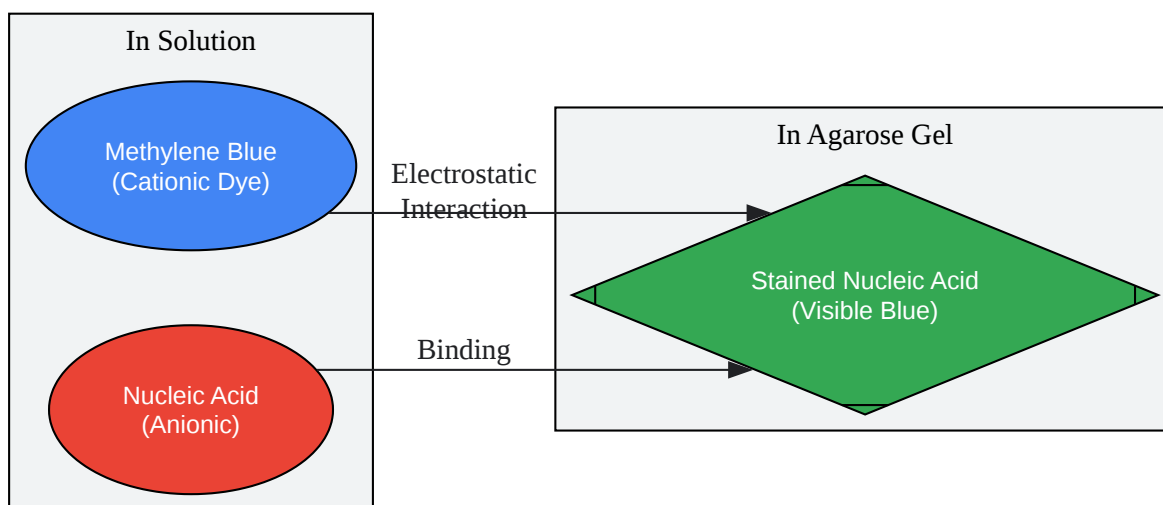 In Solution
Methylene Blue
(Cationic Dye)
Nucleic Acid
(Anionic)
Electrostatic
Interaction
Binding
In Agarose Gel
Stained Nucleic Acid
(Visible Blue)